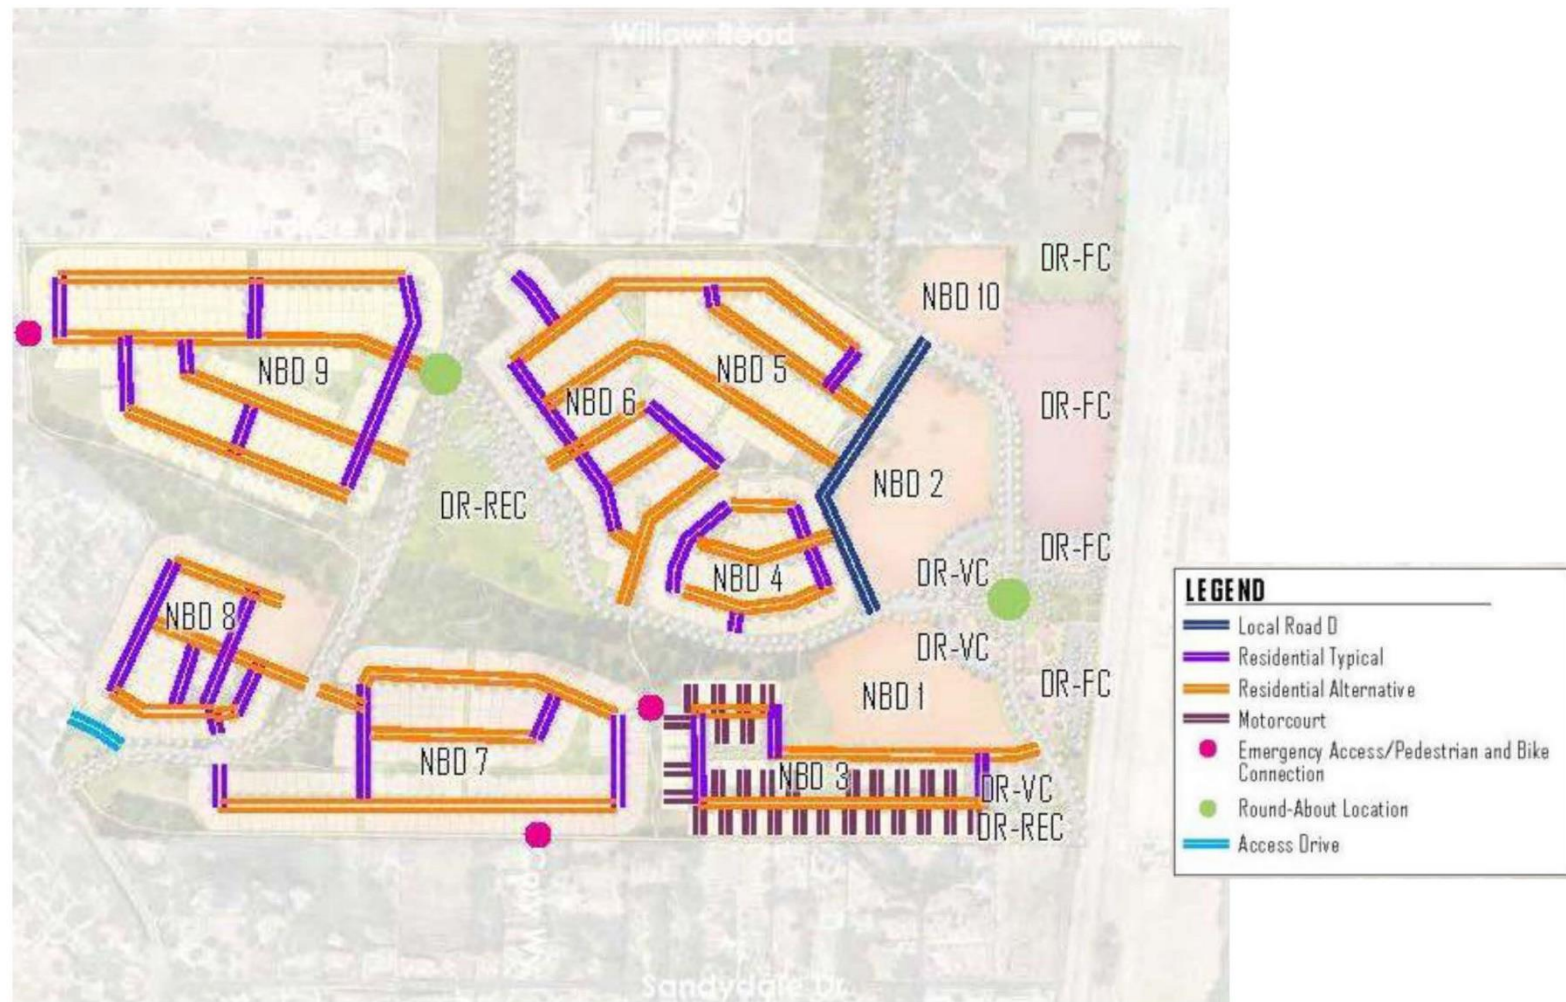 Willow Road
Willow
DR-FC
NBD 10
NBD 9
NBD 5
NBD 6
DR-FC
NBD 2
DR-REC
DR-FC
DR-VC
NBD 4
NBD 8
DR-VC
DR-FC
NBD 1
NBD 7
NBD 3
DR-VC
DR-REC
Sandydale Dr.
LEGEND
Local Road D
Residential Typical
Residential Alternative
Motorcourt
Emergency Access/Pedestrian and Bike
Connection
Round-About Location
Access Drive